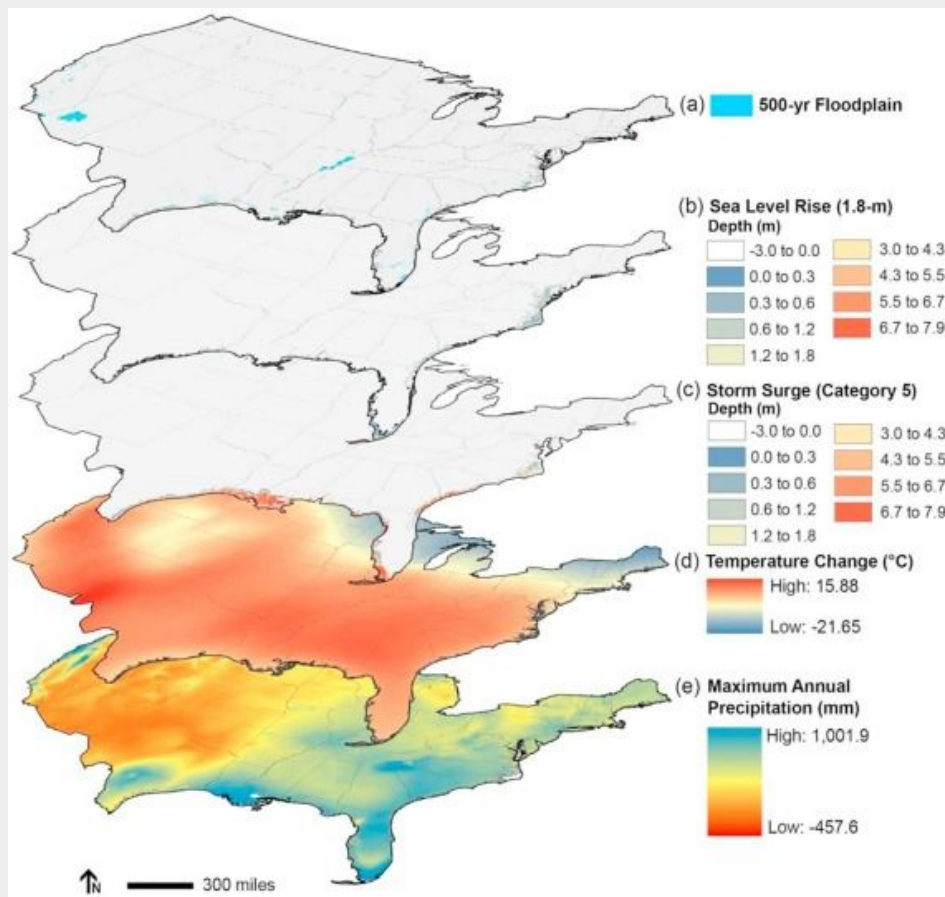 (a) 500-yr Floodplain
(b) Sea Level Rise (1.8-m)
Depth (m)
-3.0 to 0.0 3.0 to 4.3
0.0 to 0.3 4.3 to 5.5
0.3 to 0.6 5.5 to 6.7
0.6 to 1.2 6.7 to 7.9
1.2 to 1.8
(c) Storm Surge (Category 5)
Depth (m)
-3.0 to 0.0 3.0 to 4.3
0.0 to 0.3 4.3 to 5.5
0.3 to 0.6 5.5 to 6.7
0.6 to 1.2 6.7 to 7.9
1.2 to 1.8
(d) Temperature Change (°C)
High: 15.88
Low: -21.65
(e) Maximum Annual
Precipitation (mm)
High: 1,001.9
Low: -457.6
N 300 miles